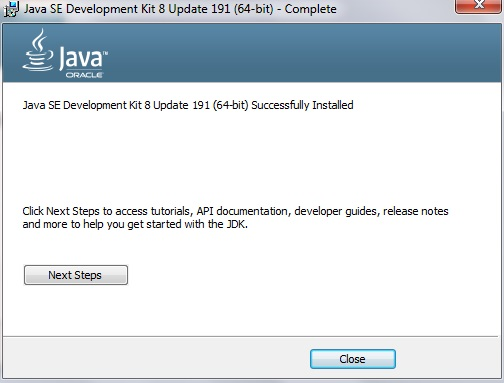 Java SE Development Kit 8 Update 191 (64-bit) - Complete
Java™
ORACLE
Java SE Development Kit 8 Update 191 (64-bit) Successfully Installed
Click Next Steps to access tutorials, API documentation, developer guides, release notes
and more to help you get started with the JDK.
Next Steps
Close